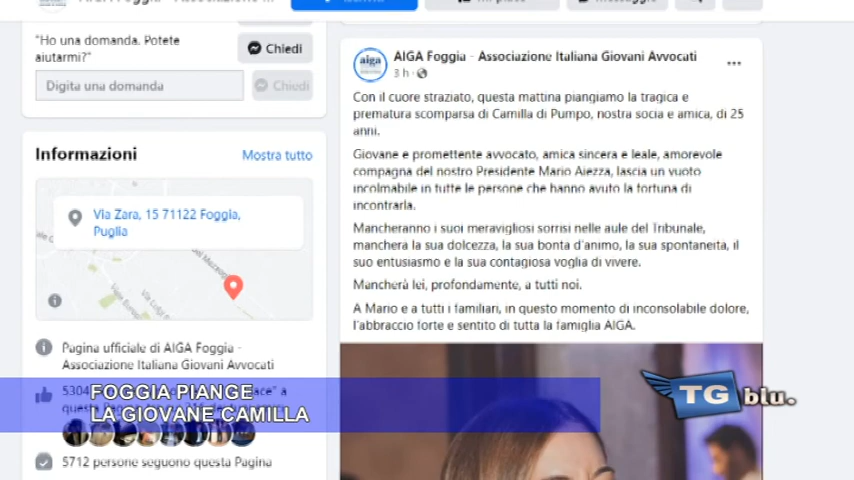 "Ho una domanda. Potete
aiutarmi?"
Chiedi
Digita una domanda
Chiedi
Informazioni
Mostra tutto
Via Zara, 15 71122 Foggia,
Puglia
Pagina ufficiale di AIGA Foggia -
Associazione Italiana Giovani Avvocati
5304
5712 persone seguono questa Pagina
aiga
AIGA Foggia - Associazione Italiana Giovani Avvocati
3 h ·
Con il cuore straziato, questa mattina piangiamo la tragica e
prematura scomparsa di Camilla di Pumpo, nostra socia e amica, di 25
anni.
Giovane e promettente avvocato, amica sincera e leale, amorevole
compagna del nostro Presidente Mario Aiezza, lascia un vuoto
incolmabile in tutte le persone che hanno avuto la fortuna di
incontrarla.
Mancheranno i suoi meravigliosi sorrisi nelle aule del Tribunale,
mancherà la sua dolcezza, la sua bontà d'animo, la sua spontaneità, il
suo entusiasmo e la sua contagiosa voglia di vivere.
Mancherà lei, profondamente, a tutti noi.
A Mario e a tutti i familiari, in questo momento di inconsolabile dolore,
l'abbraccio forte e sentito di tutta la famiglia AIGA.
FOGGIA PIANGE
LA GIOVANE CAMILLA
TG blu.